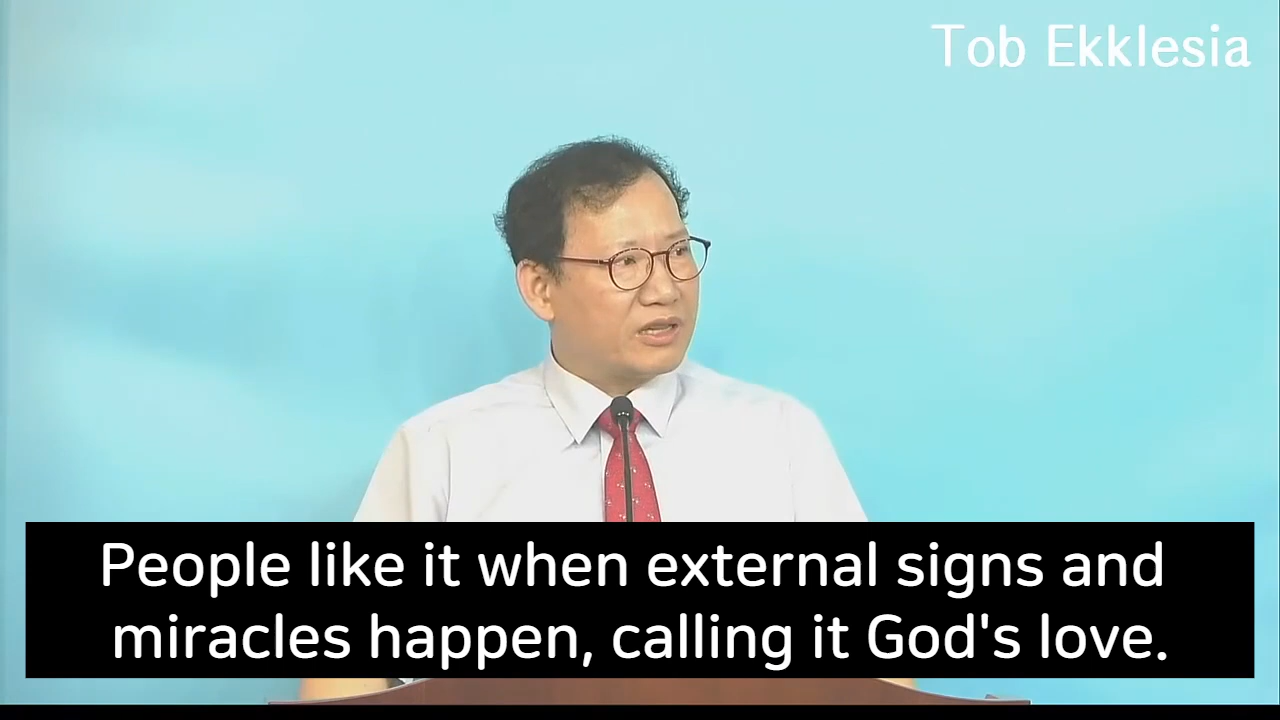 Tob Ekklesia
People like it when external signs and
miracles happen, calling it God's love.